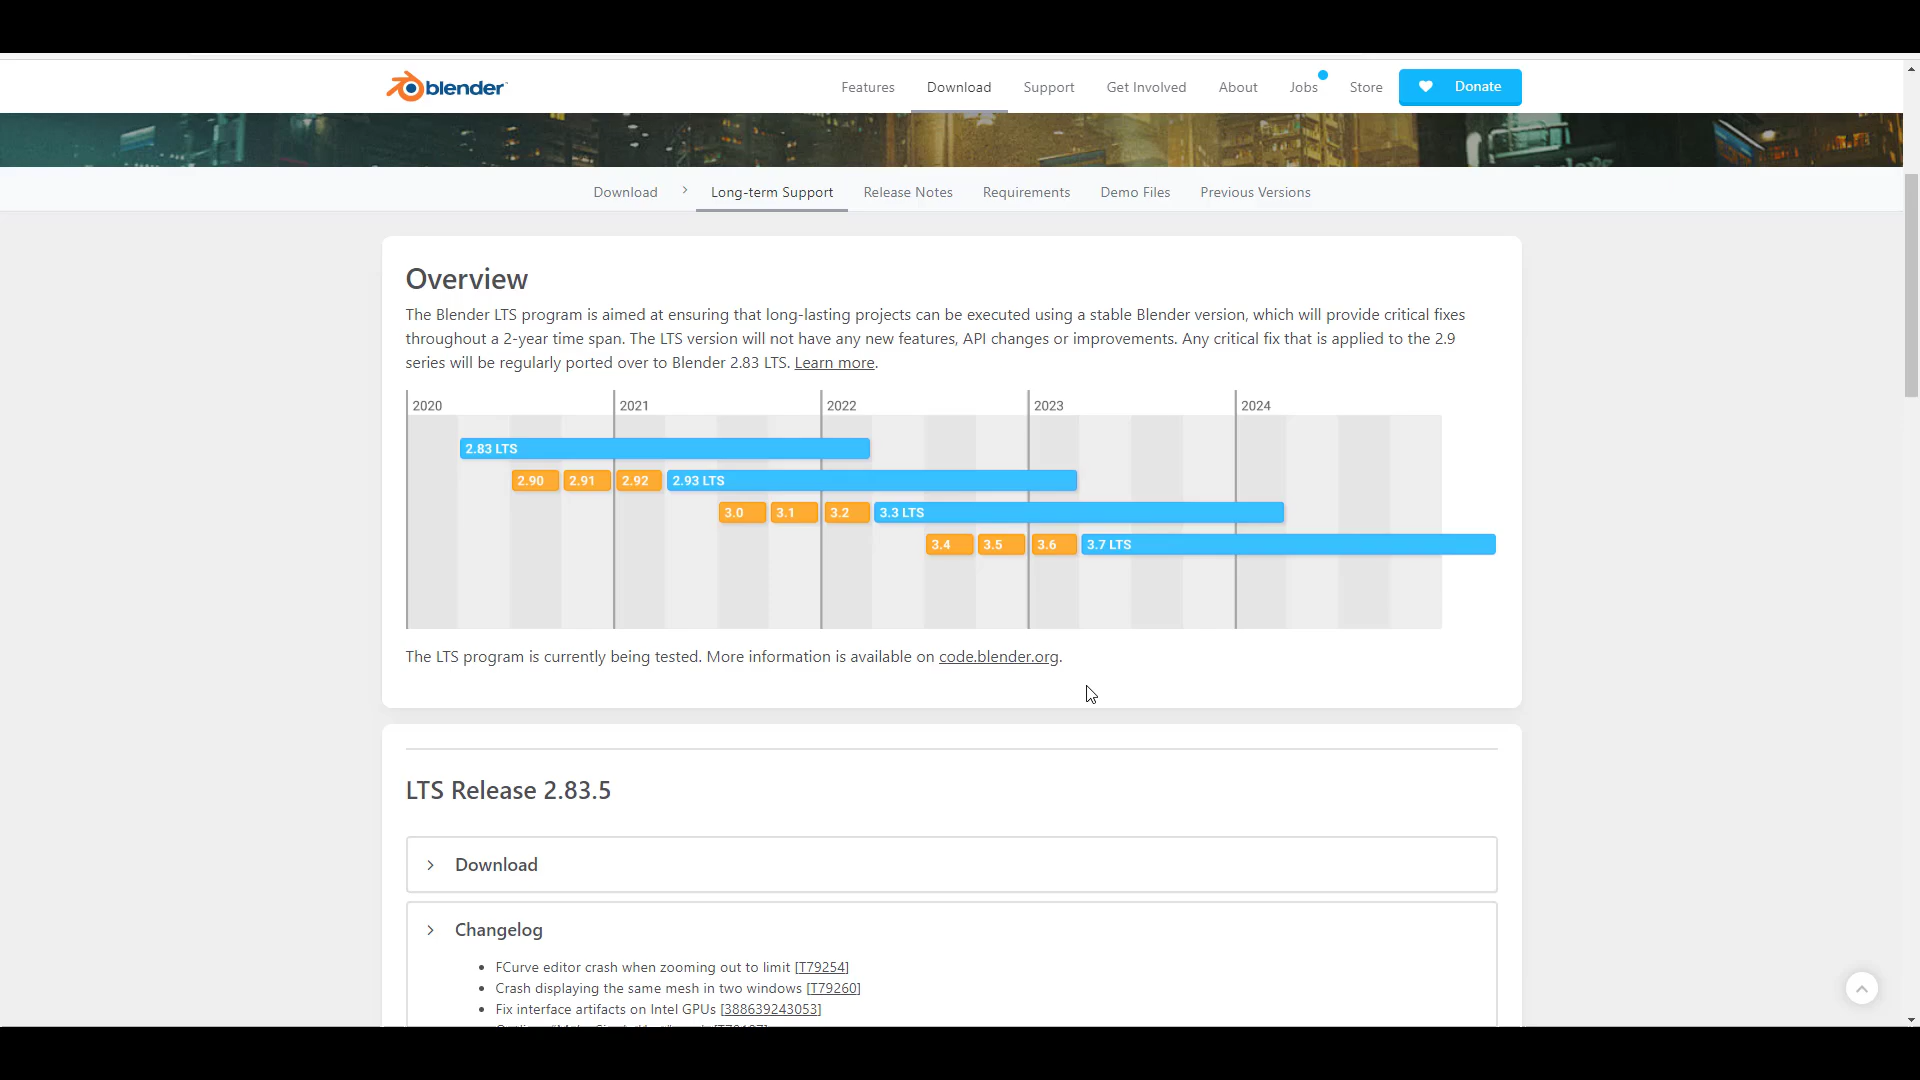 blender
Features
Download
Support
Get Involved
About
Jobs
Store
Donate
Download
Long-term Support
Release Notes
Requirements
Demo Files
Previous Versions
Overview
The Blender LTS program is aimed at ensuring that long-lasting projects can be executed using a stable Blender version, which will provide critical fixes
throughout a 2-year time span. The LTS version will not have any new features, API changes or improvements. Any critical fix that is applied to the 2.9
series will be regularly ported over to Blender 2.83 LTS. Learn more.
2020
2021
2022
2023
2024
2.83 LTS
2.90
2.91
2.92
2.93 LTS
3.0
3.1
3.2
3.3 LTS
3.4
3.5
3.6
3.7 LTS
The LTS program is currently being tested. More information is available on code.blender.org.
LTS Release 2.83.5
Download
Changelog
FCurve editor crash when zooming out to limit [T79254]
Crash displaying the same mesh in two windows [T79260]
Fix interface artifacts on Intel GPUs [388639243053]